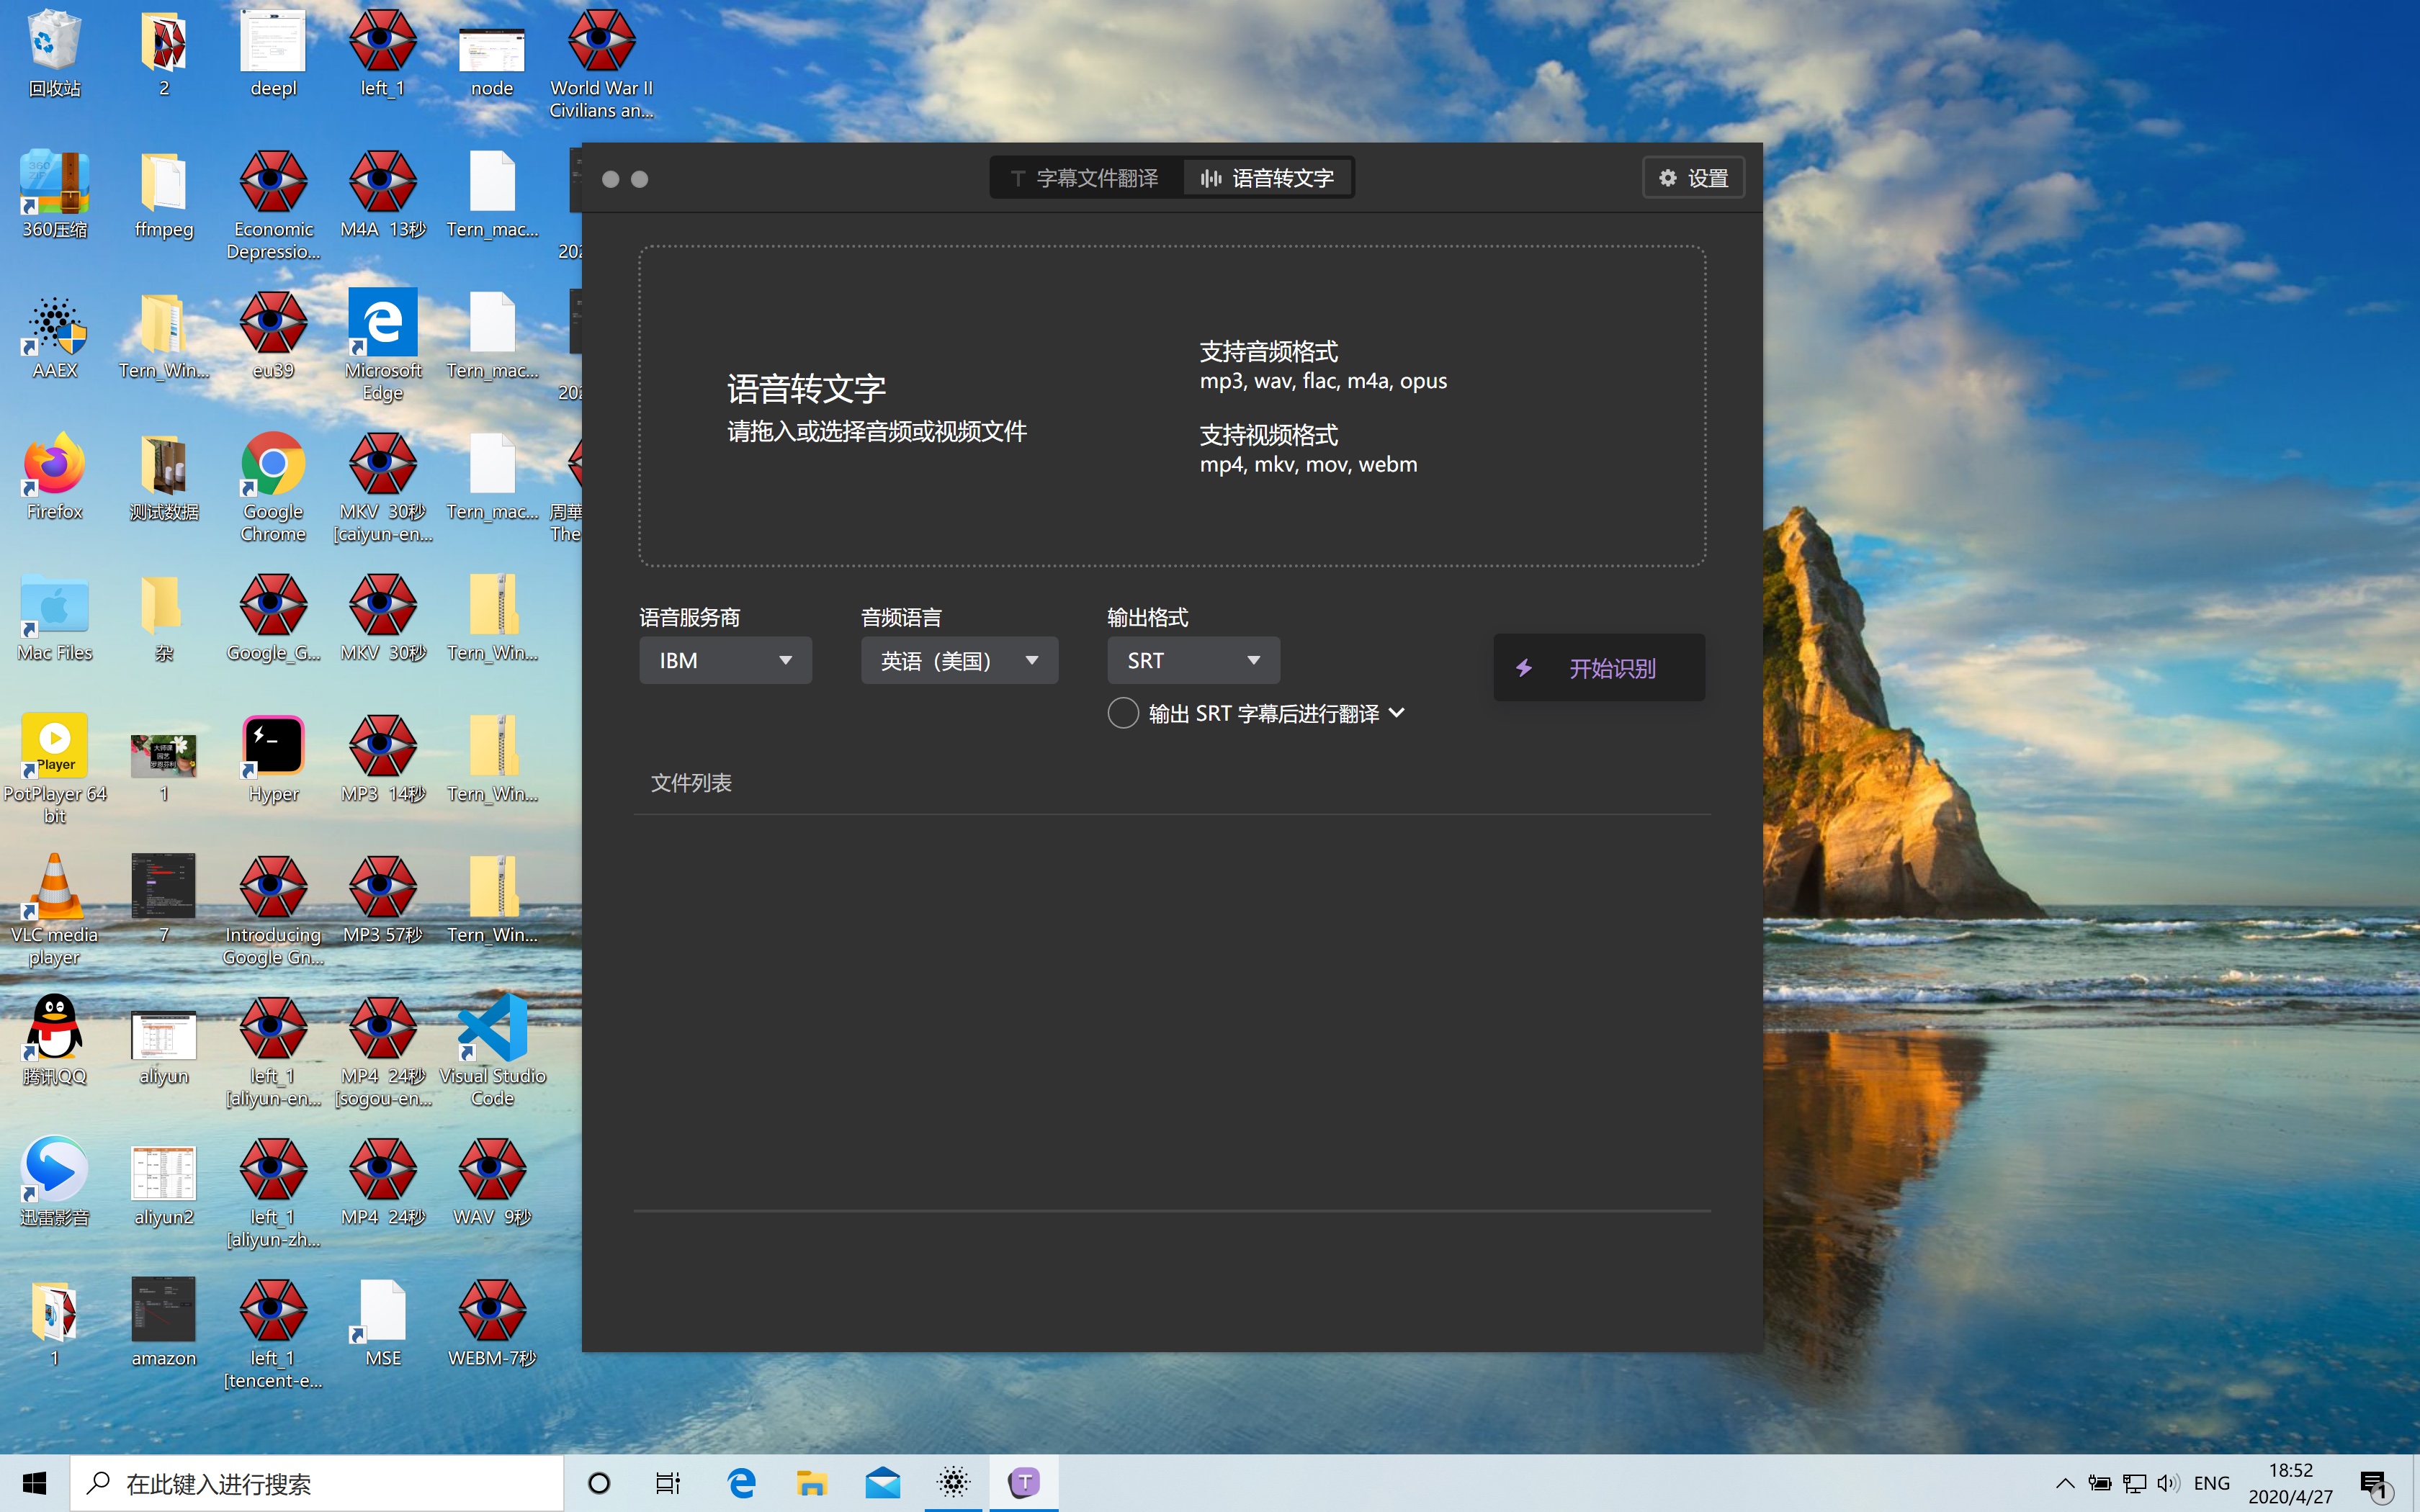 回收站
2
deepl
left_1
node
World War II
Civilians an...
360压缩
ffmpeg
Economic
Depressio...
M4A 13秒
Tern_mac...
202
AAEX
Tern_Win...
eu39
Microsoft
Edge
Tern_mac...
202
Firefox
测试数据
Google
Chrome
MKV 30秒
[caiyun-en...
Tern_mac...
周華
The
Mac Files
杂
Google_G...
MKV 30秒
Tern_Win...
Player
PotPlayer 64
bit
大师课
园艺
1
Hyper
MP3 14秒
Tern_Win...
VLC media
player
7
Introducing
Google Gn...
MP3 57秒
Tern_Win...
腾讯QQ
aliyun
left_1
[aliyun-en...
MP4 24秒
[sogou-en...
Visual Studio
Code
迅雷影音
aliyun2
left_1
[aliyun-zh...
MP4 24秒
WAV 9秒
1
amazon
left_1
[tencent-e...
MSE
WEBM-7秒
T 字幕文件翻译
语音转文字
设置
语音转文字
请拖入或选择音频或视频文件
支持音频格式
mp3, wav, flac, m4a, opus
支持视频格式
mp4, mkv, mov, webm
语音服务商
IBM
音频语言
英语（美国）
输出格式
SRT
输出 SRT 字幕后进行翻译
开始识别
文件列表
在此键入进行搜索
T
ENG
18:52
2020/4/27
1